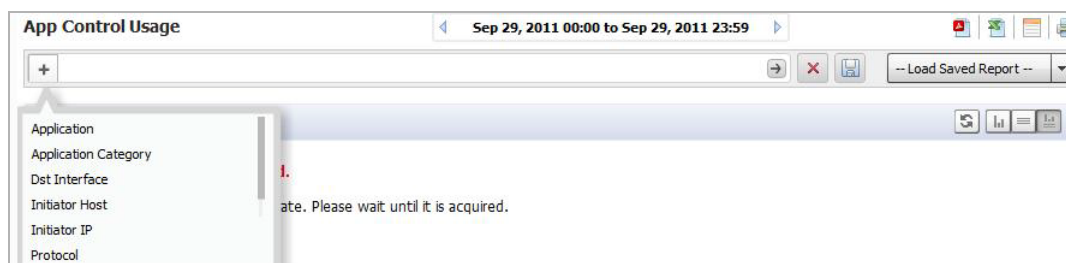 App Control Usage
Sep 29, 2011 00:00 to Sep 29, 2011 23:59
+
-- Load Saved Report --
Application
Application Category
Dst Interface
Initiator Host
ate. Please wait until it is acquired.
Initiator IP
Protocol